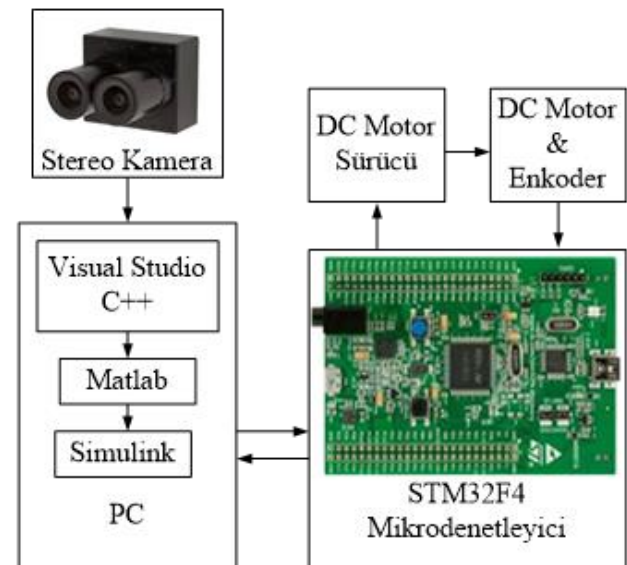 Stereo Kamera
Visual Studio
C++
Matlab
Simulink
PC
DC Motor
Sürücü
DC Motor
&
Enkoder
STM32F4
Mikrodenetleyici